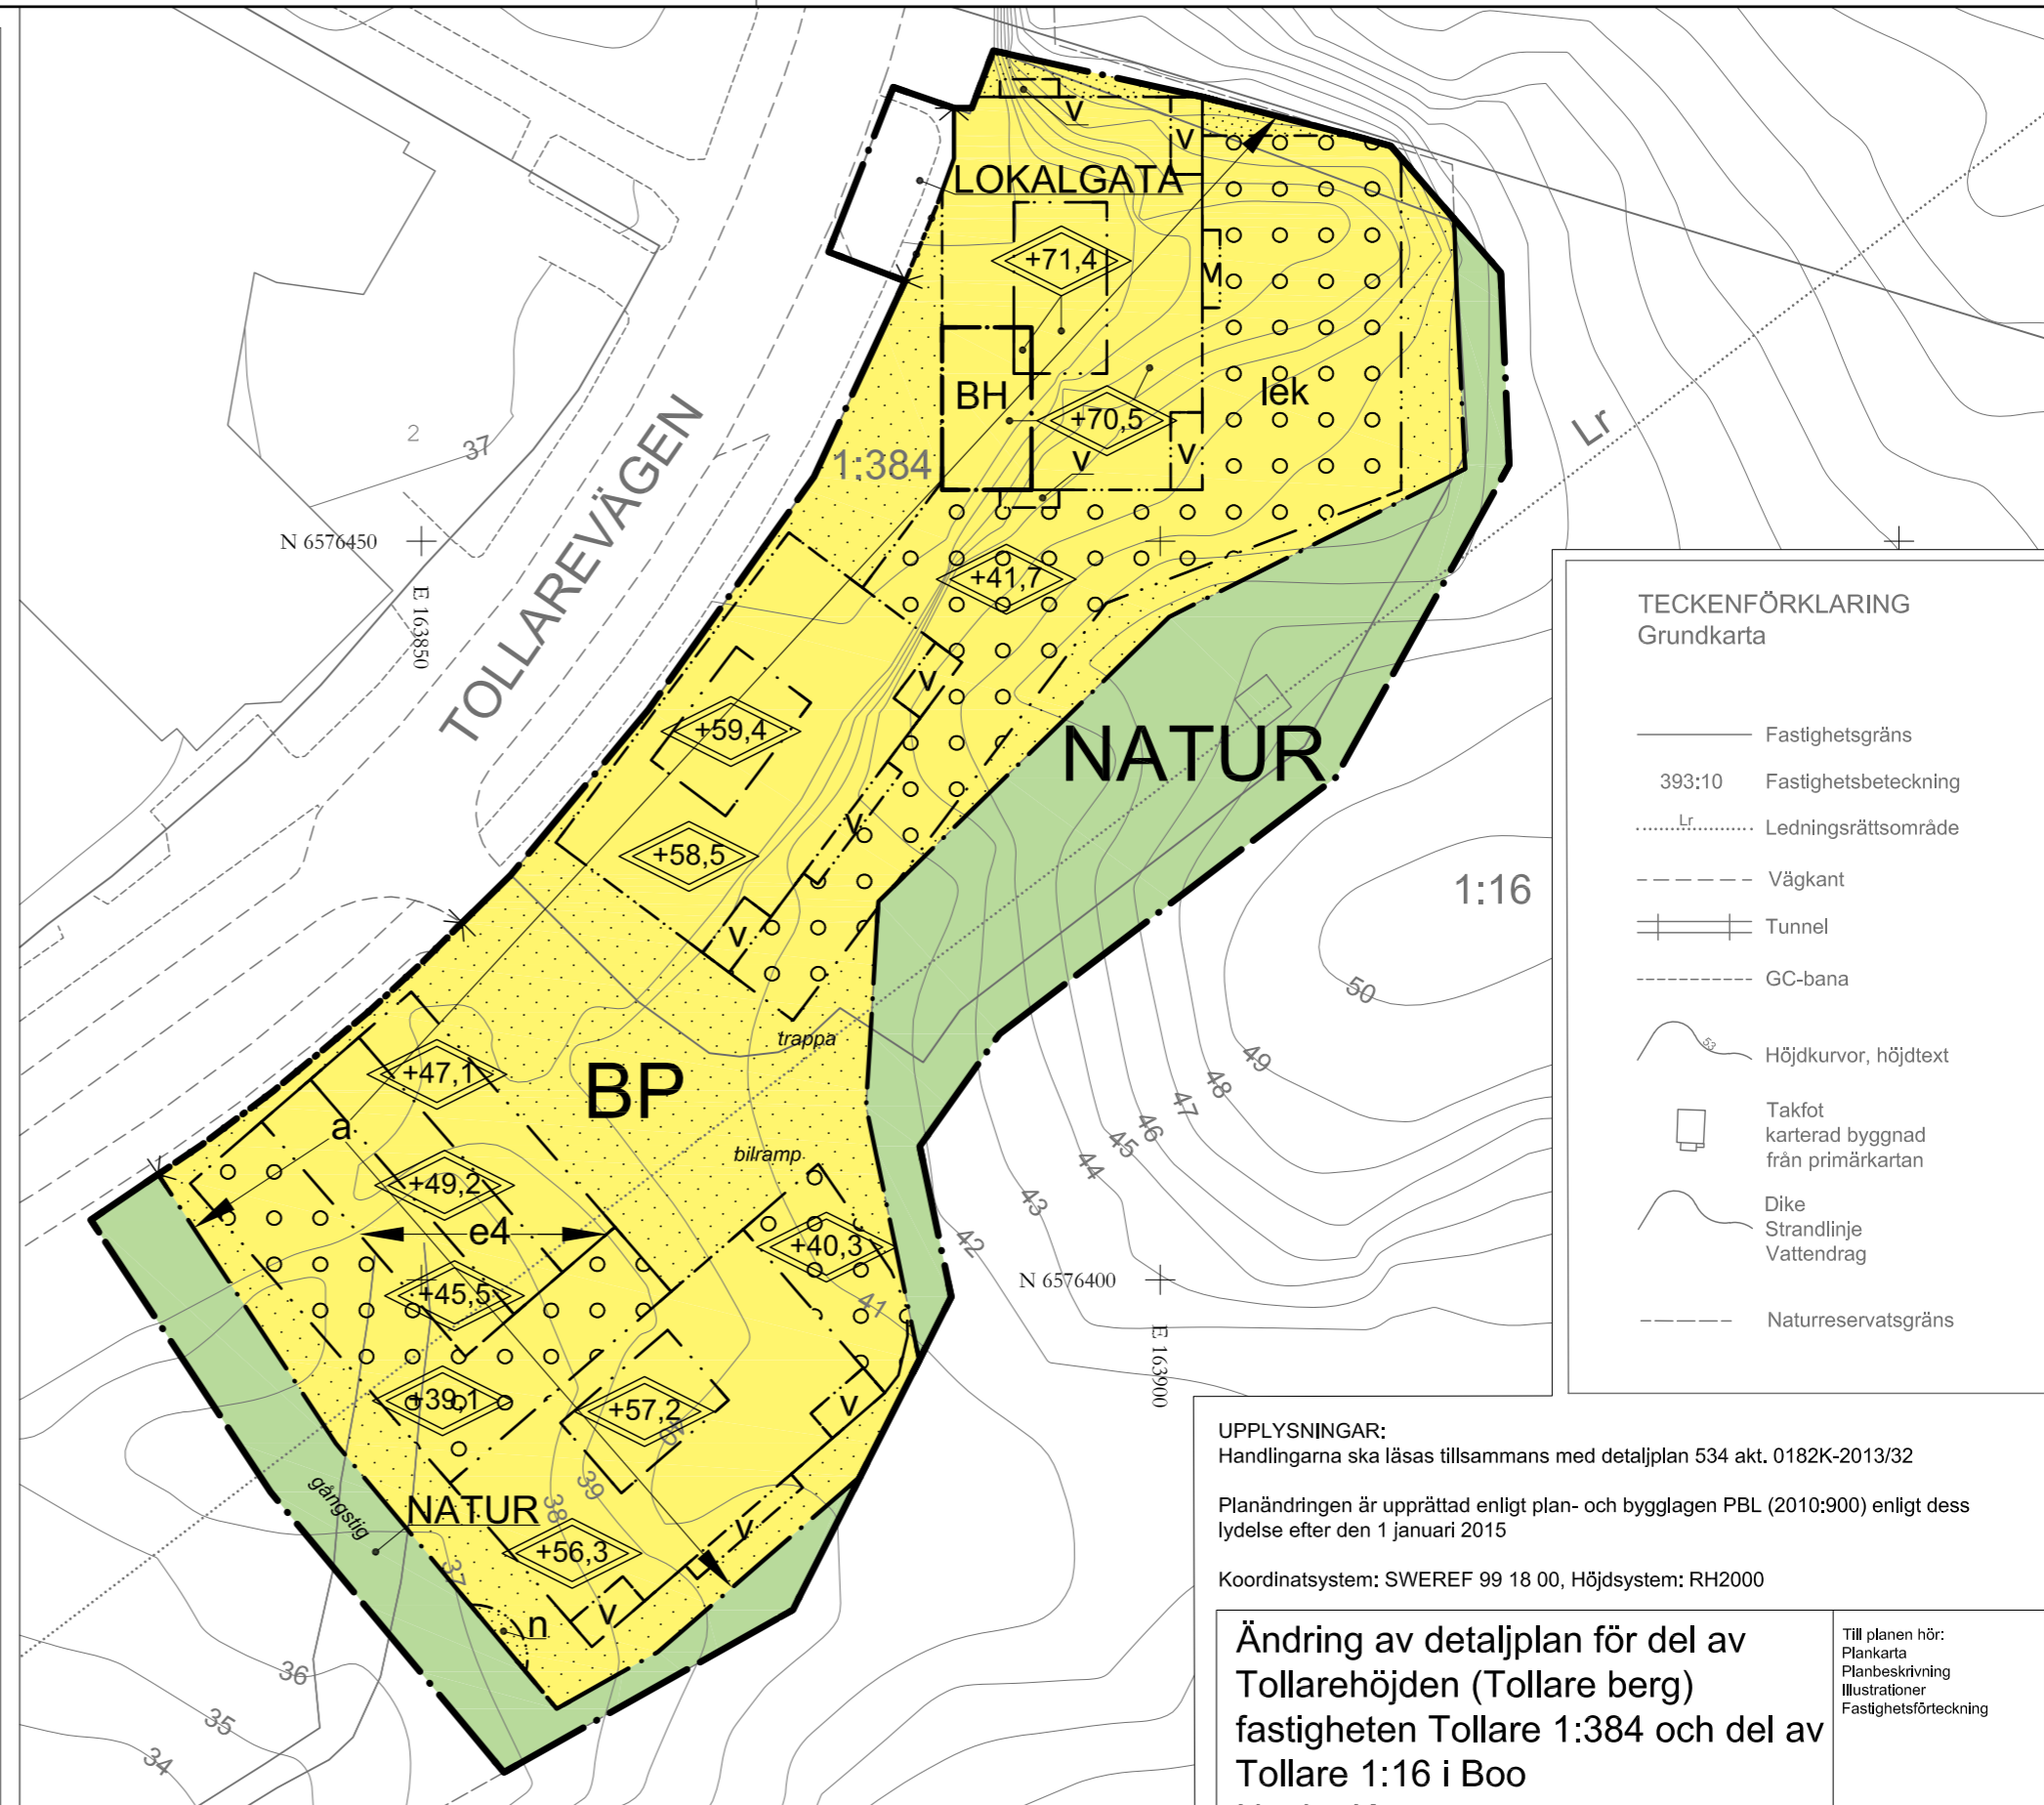 V
V
LOKALGATA
+71,4
M
BH
lek
+70,5
V
V
1:384
2
37
TOLLAREVÄGEN
Lr
N 6576450
E 163850
+41,7
V
+59,4
NATUR
V
+58,5
V
1:16
50
trappa
49
+47,1
BP
48
47
a
46
45
bilramp
44
+49,2
43
e4
42
+40,3
N 6576400
+45,5
41
E 163900
+39,1
+57,2
V
39
gångstig
NATUR
38
V
+56,3
37
n
V
36
35
34
TECKENFÖRKLARING
Grundkarta
Fastighetsgräns
393:10 Fastighetsbeteckning
Lr Ledningsrättsområde
Vägkant
Tunnel
GC-bana
53 Höjdkurvor, höjdtext
Takfot
karterad byggnad
från primärkartan
Dike
Strandlinje
Vattendrag
Naturreservatsgräns
UPPLYSNINGAR:
Handlingarna ska läsas tillsammans med detaljplan 534 akt. 0182K-2013/32
Planändringen är upprättad enligt plan- och bygglagen PBL (2010:900) enligt dess
lydelse efter den 1 januari 2015
Koordinatsystem: SWEREF 99 18 00, Höjdsystem: RH2000
Ändring av detaljplan för del av
Tollarehöjden (Tollare berg)
fastigheten Tollare 1:384 och del av
Tollare 1:16 i Boo
Till planen hör:
Plankarta
Planbeskrivning
Illustrationer
Fastighetsförteckning